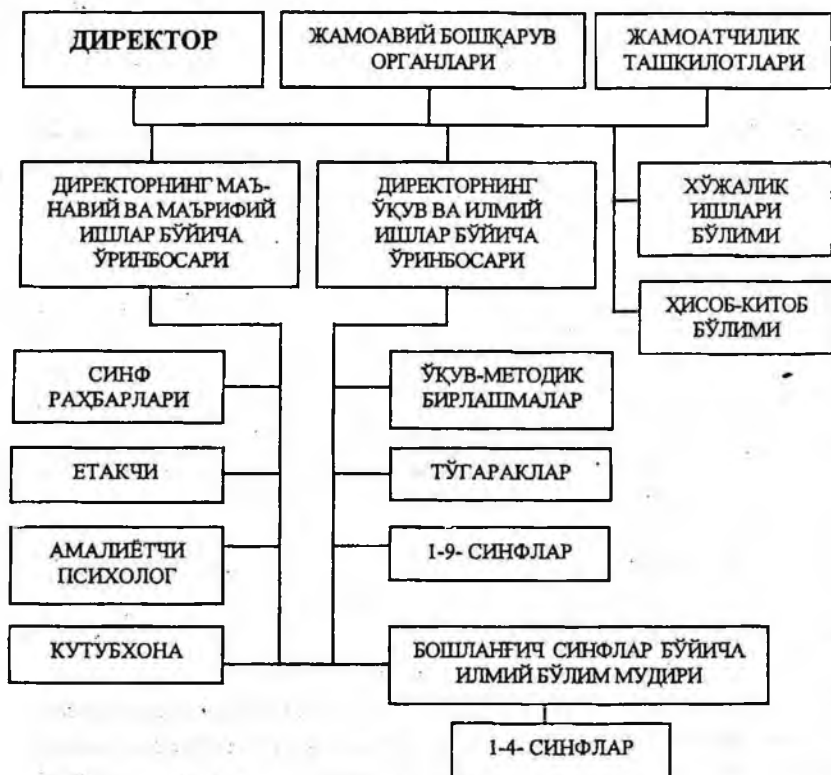 ДИРЕКТОР
ЖАМОАВИЙ БОШҚАРУВ
ОРГАНЛАРИ
ЖАМОАТЧИЛИК
ТАШКИЛОТЛАРИ
ДИРЕКТОРНИНГ МАЪ-
НАВИЙ ВА МАЪРИФИЙ
ИШЛАР БЎЙИЧА
ЎРИНБОСАРИ
ДИРЕКТОРНИНГ
ЎҚУВ ВА ИЛМИЙ
ИШЛАР БЎЙИЧА
ЎРИНБОСАРИ
ХЎЖАЛИК
ИШЛАРИ
БЎЛИМИ
ҲИСОБ-КИТОБ
БЎЛИМИ
СИНФ
РАҲБАРЛАРИ
ЎҚУВ-МЕТОДИК
БИРЛАШМАЛАР
ЕТАКЧИ
ТЎГАРАКЛАР
АМАЛИЁТЧИ
ПСИХОЛОГ
1-9- СИНФЛАР
КУТУБХОНА
БОШЛАНҒИЧ СИНФЛАР БЎЙИЧА
ИЛМИЙ БЎЛИМ МУДИРИ
1-4- СИНФЛАР